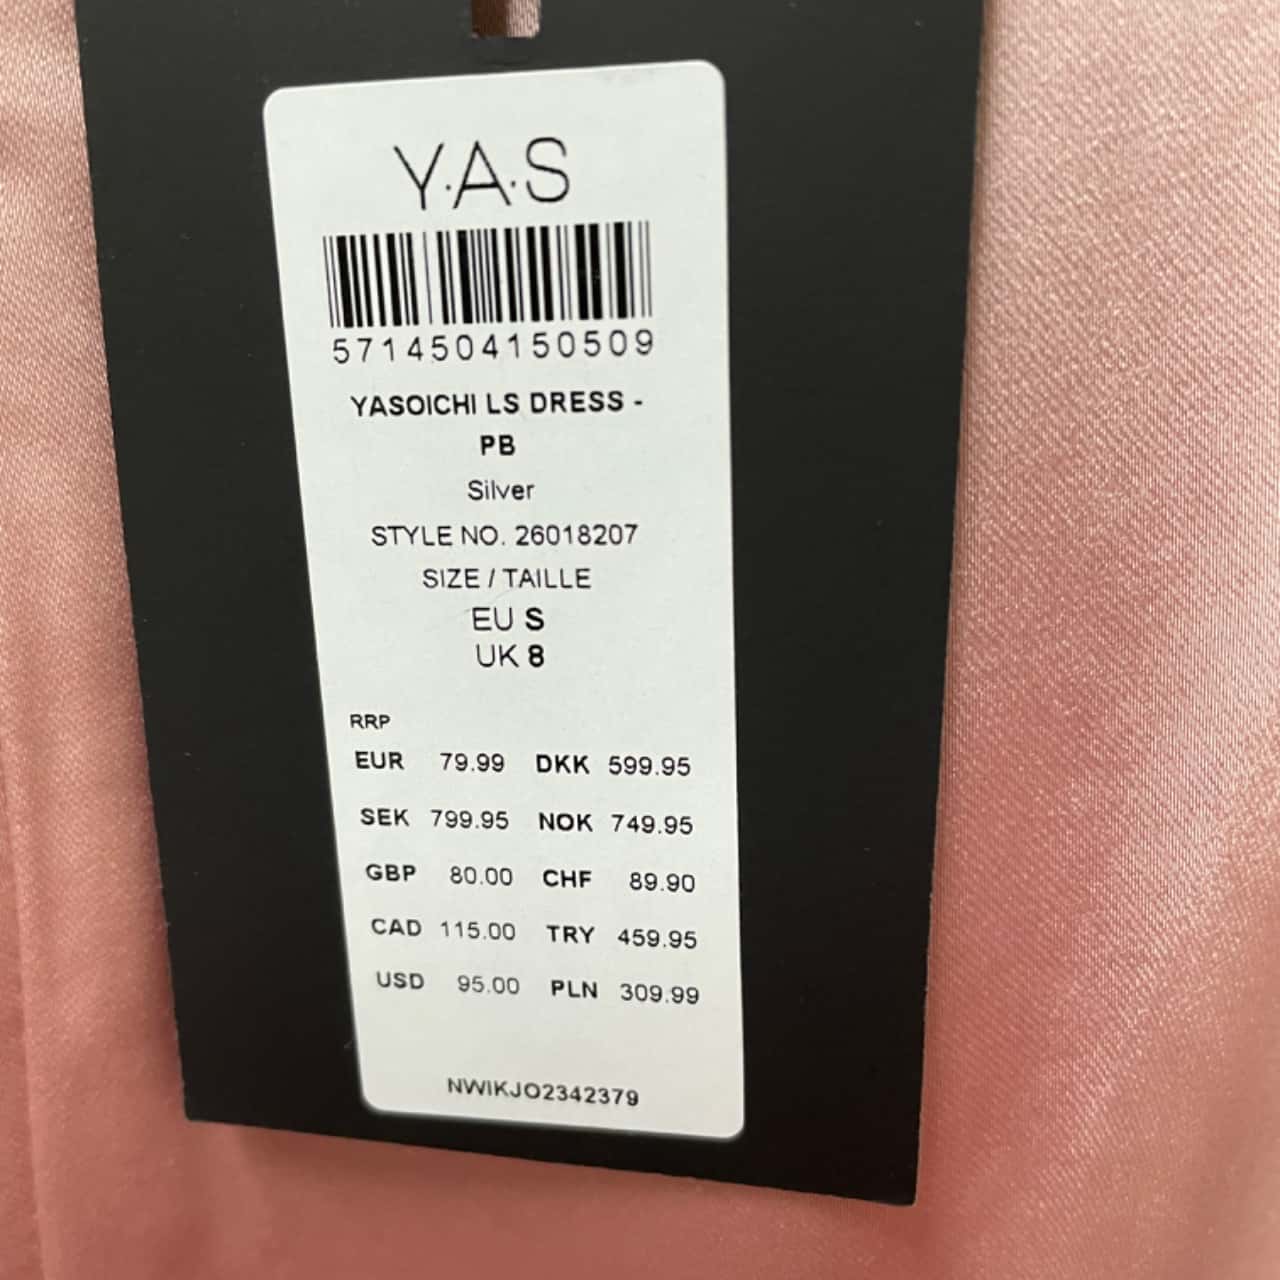 Y.A.S
5714504150509
YASOICHI LS DRESS -
PB
Silver
STYLE NO. 26018207
SIZE / TAILLE
EU S
UK 8
RRP
EUR 79.99 DKK 599.95
SEK 799.95 NOK 749.95
GBP 80.00 CHF 89.90
CAD 115.00 TRY 459.95
USD 95.00 PLN 309.99
NWIKJO2342379